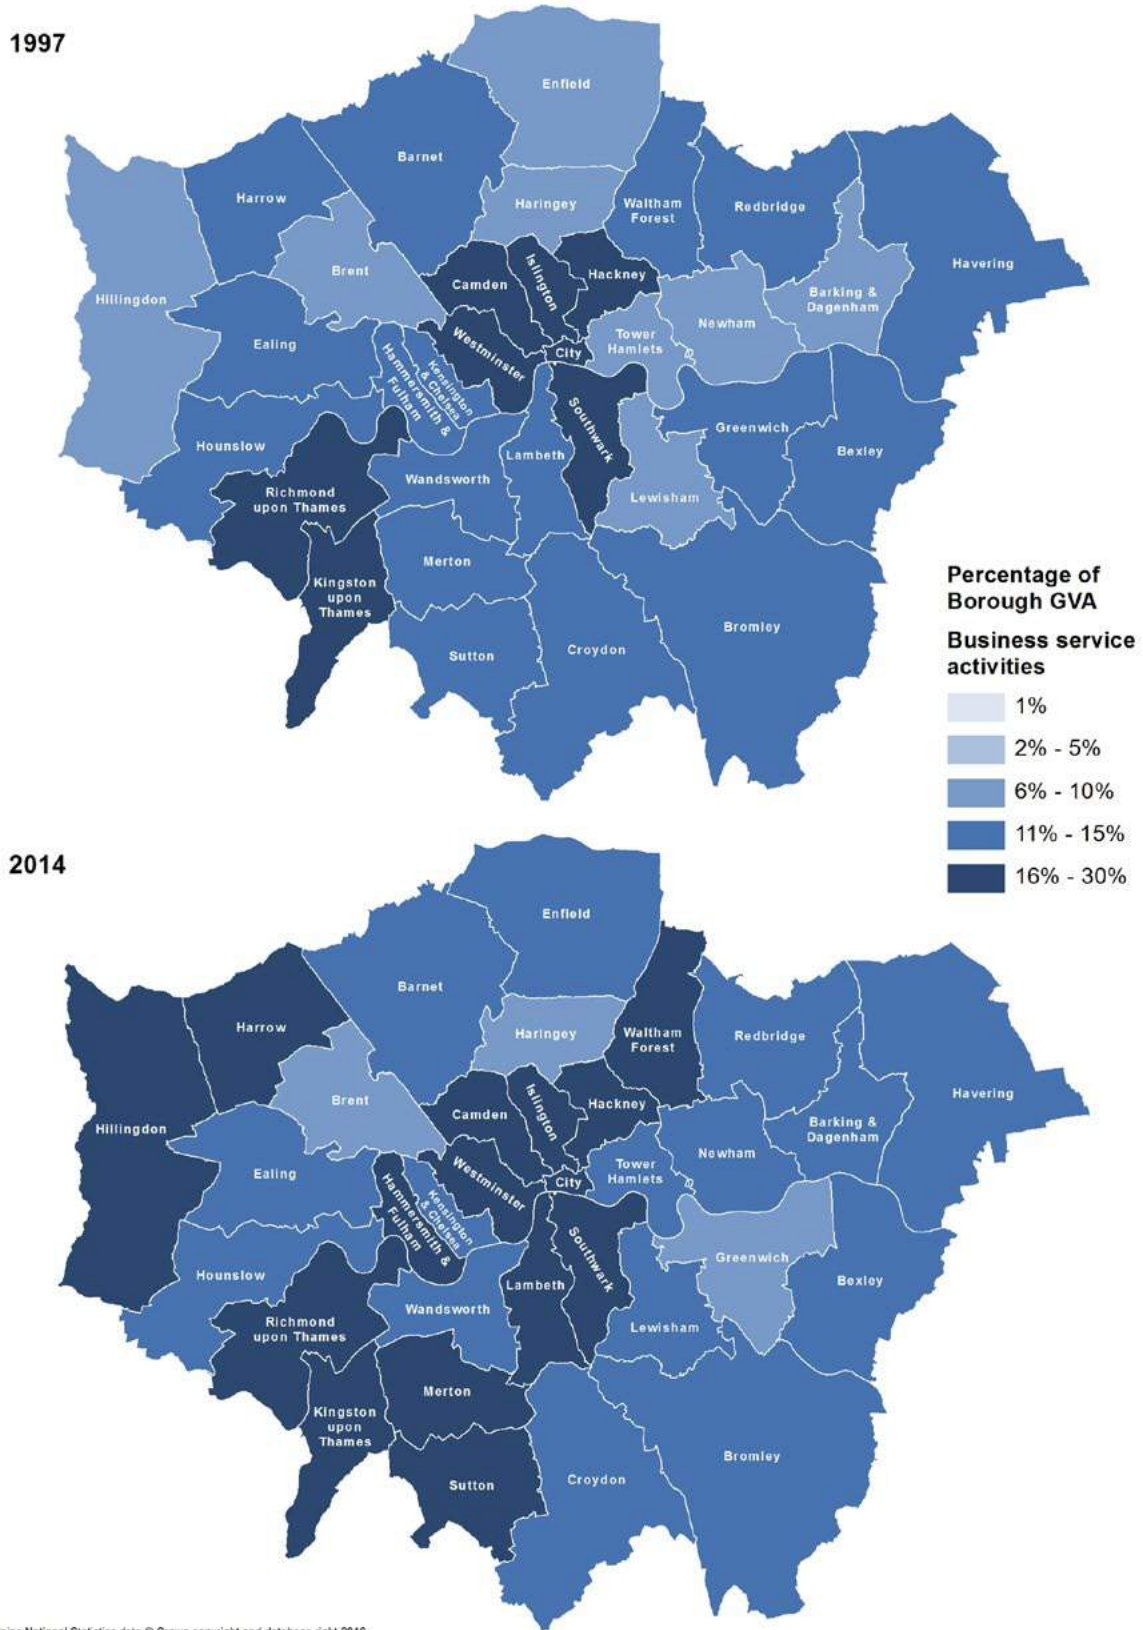 1997
Enfield
Barnet
Harrow
Haringey
Waltham
Forest
Redbridge
Havering
Hillingdon
Brent
Camden
Islington
Hackney
Barking &
Dagenham
Newham
Tower
Hamlets
Ealing
Westminster
City
Kensington
& Chelsea
Hammersmith &
Fulham
Hounslow
Southwark
Greenwich
Bexley
Lambeth
Wandsworth
Lewisham
Richmond
upon Thames
Merton
Kingston
upon
Thames
Bromley
Sutton
Croydon
Percentage of
Borough GVA
Business service
activities
1%
2% - 5%
6% - 10%
11% - 15%
16% - 30%
2014
Enfield
Barnet
Harrow
Haringey
Waltham
Forest
Redbridge
Havering
Hillingdon
Brent
Camden
Islington
Hackney
Barking &
Dagenham
Newham
Tower
Hamlets
Ealing
Westminster
City
Kensington
& Chelsea
Hammersmith &
Fulham
Hounslow
Southwark
Greenwich
Bexley
Lambeth
Wandsworth
Lewisham
Richmond
upon Thames
Merton
Kingston
upon
Thames
Bromley
Sutton
Croydon